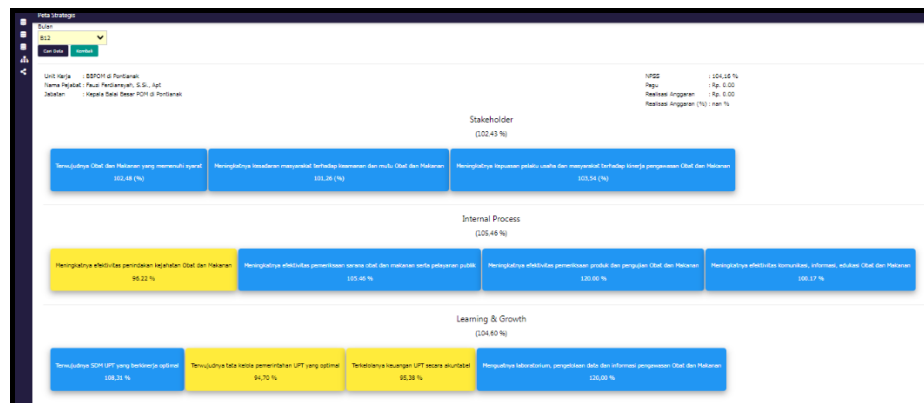 Peta Strategis
Bulan
B12
Cari Data Kembali
Unit Kerja : BBPOM di Pontianak
Nama Pejabat : Fauzi Ferdiansyah, S.Si., Apt
Jabatan : Kepala Balai Besar POM di Pontianak
NPSS : 104,16 %
Pagu : Rp. 0.00
Realisasi Anggaran : Rp. 0.00
Realisasi Anggaran (%) : nan %
Stakeholder
(102.43 %)
Terwujudnya Obat dan Makanan yang memenuhi syarat
102,48 (%)
Meningkatnya kesadaran masyarakat terhadap keamanan dan mutu Obat dan Makanan
101,26 (%)
Meningkatnya kepuasan pelaku usaha dan masyarakat terhadap kinerja pengawasan Obat dan Makanan
103,54 (%)
Internal Process
(105.46 %)
Meningkatnya efektivitas penindakan kejahatan Obat dan Makanan
96.22 %
Meningkatnya efektivitas pemeriksaan sarana obat dan makanan serta pelayanan publik
105.46 %
Meningkatnya efektivitas pemeriksaan produk dan pengujian Obat dan Makanan
120.00 %
Meningkatnya efektivitas komunikasi, informasi, edukasi Obat dan Makanan
100.17 %
Learning & Growth
(104.60 %)
Terwujudnya SDM UPT yang berkinerja optimal
108,31 %
Terwujudnya tata kelola pemerintahan UPT yang optimal
94,70 %
Terkelolanya keuangan UPT secara akuntabel
95,38 %
Menguatnya laboratorium, pengelolaan data dan informasi pengawasan Obat dan Makanan
120,00 %